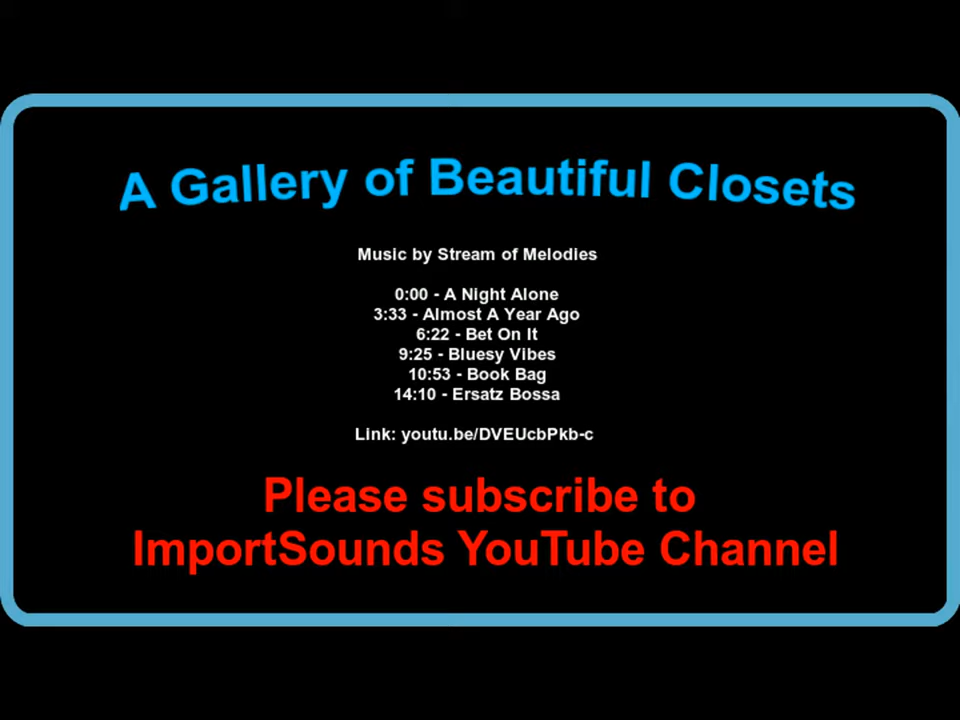 A Gallery of Beautiful Closets
Music by Stream of Melodies
0:00 - A Night Alone
3:33 - Almost A Year Ago
6:22 - Bet On It
9:25 - Bluesy Vibes
10:53 - Book Bag
14:10 - Ersatz Bossa
Link: youtu.be/DVEUcbPkb-c
Please subscribe to
ImportSounds YouTube Channel